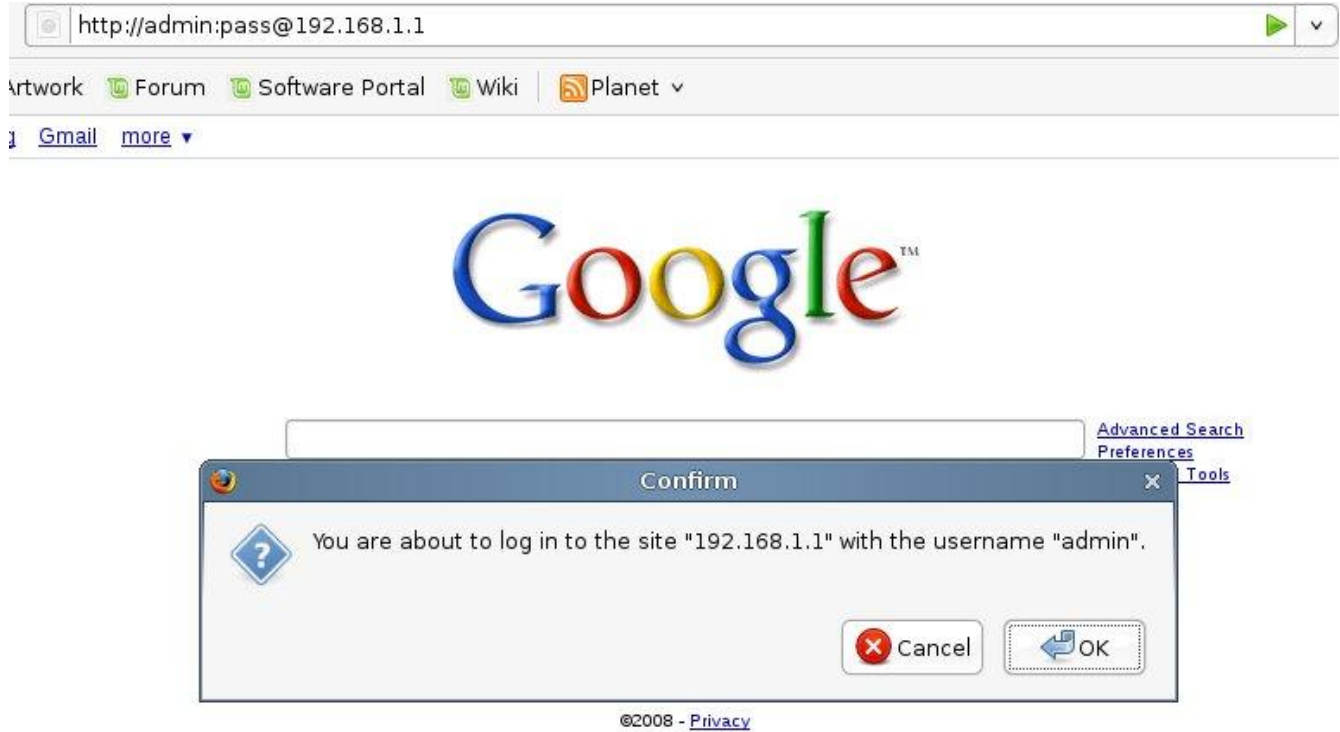 http://admin:pass@192.168.1.1
Artwork Forum Software Portal Wiki Planet
Gmail more ▼
Google™
Advanced Search
Preferences
Tools
Confirm
You are about to log in to the site "192.168.1.1" with the username "admin".
Cancel OK
©2008 - Privacy